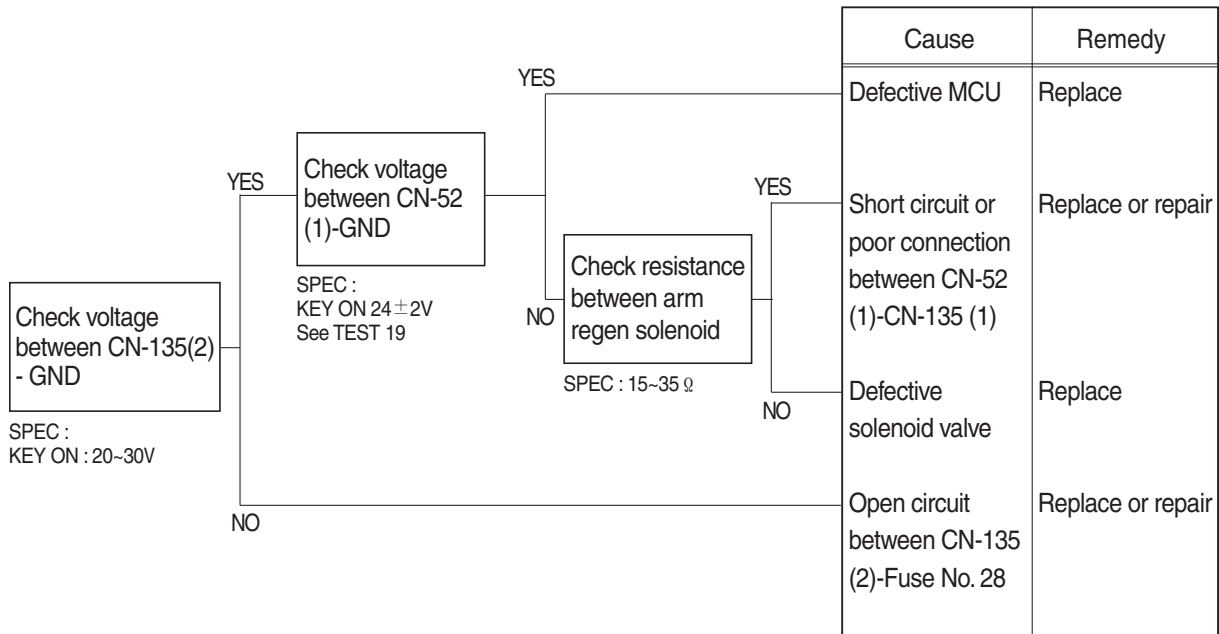 Cause
Remedy
YES
Defective MCU
Replace
Check voltage
between CN-52
(1)-GND
YES
YES
Short circuit or
poor connection
between CN-52
(1)-CN-135 (1)
Replace or repair
Check resistance
between arm
regen solenoid
SPEC :
KEY ON 24±2V
See TEST 19
NO
Check voltage
between CN-135(2)
- GND
SPEC : 15~35 Ω
NO
Defective
solenoid valve
Replace
SPEC :
KEY ON : 20~30V
NO
Open circuit
between CN-135
(2)-Fuse No. 28
Replace or repair